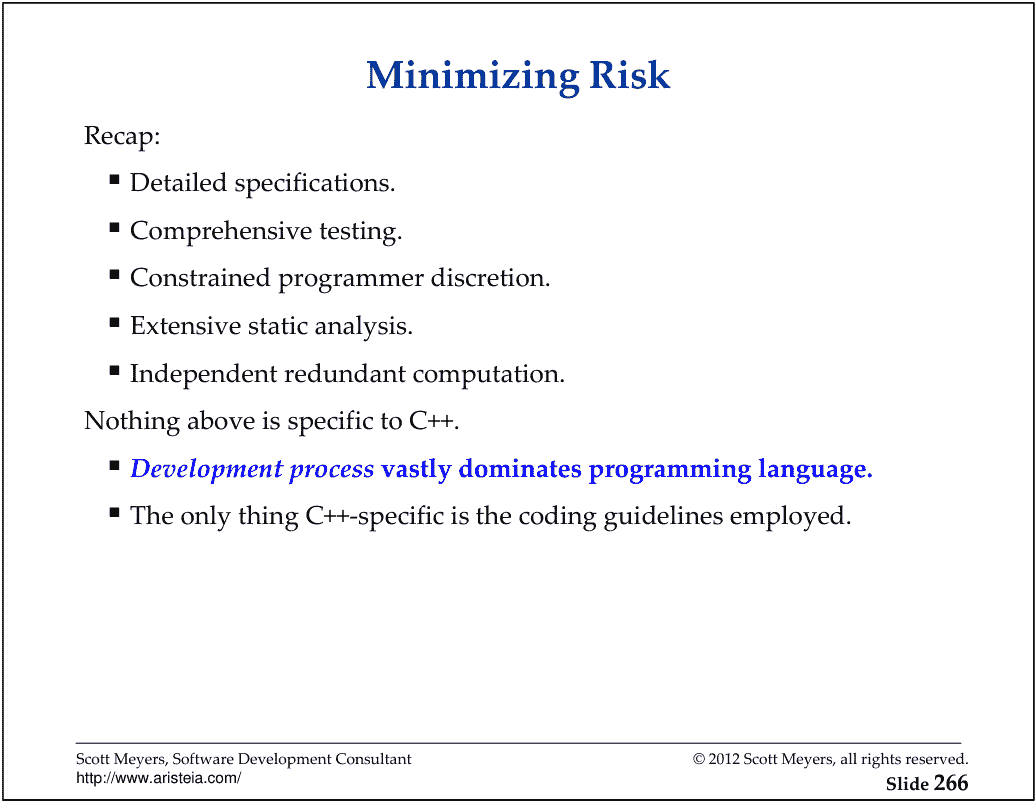 Minimizing Risk
Recap:
▪ Detailed specifications.
▪ Comprehensive testing.
▪ Constrained programmer discretion.
▪ Extensive static analysis.
▪ Independent redundant computation.
Nothing above is specific to C++.
▪ Development process vastly dominates programming language.
▪ The only thing C++-specific is the coding guidelines employed.
Scott Meyers, Software Development Consultant
http://www.aristeia.com/
© 2012 Scott Meyers, all rights reserved.
Slide 266